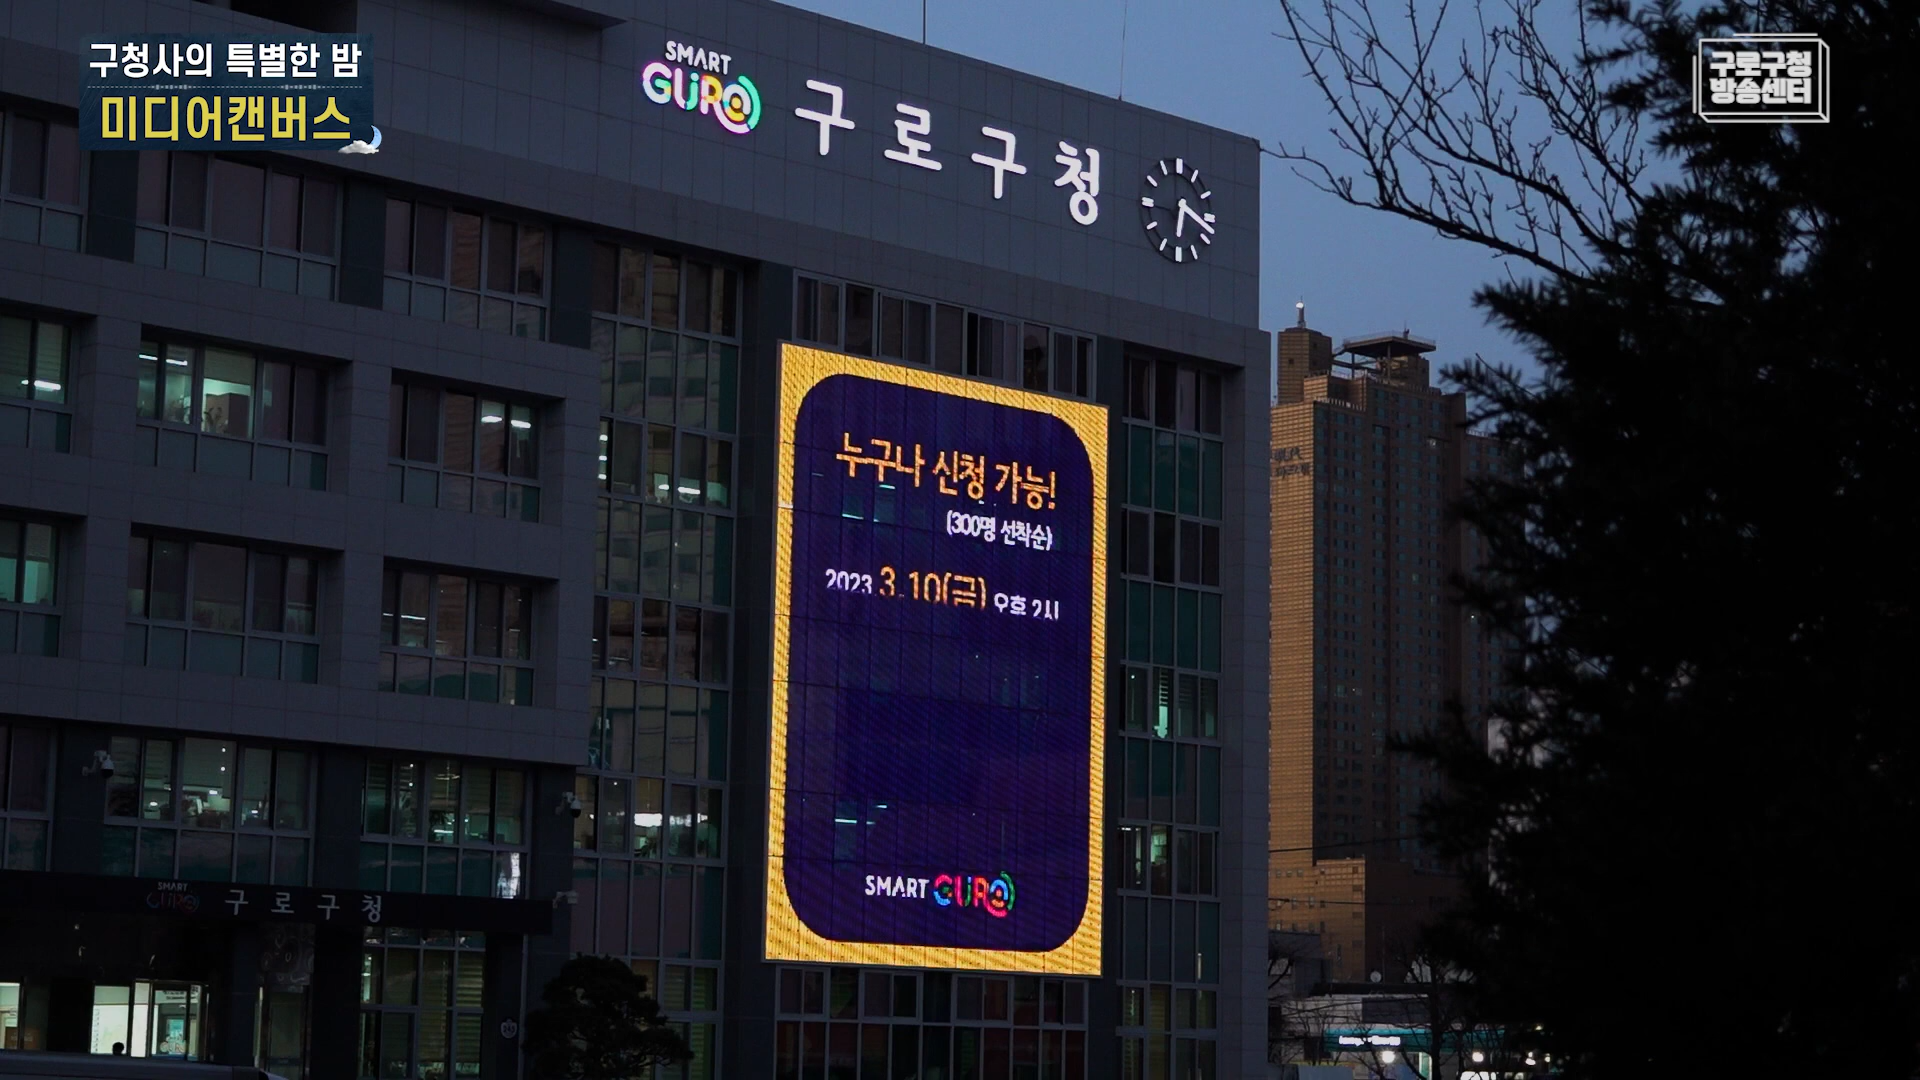 구청사의 특별한 밤
미디어캔버스
구로구청
방송센터
SMART
GURO
구로구청
누구나 신청 가능!
(300명 선착순)
2023. 3. 10(금) 오후 2시
SMART GURO
SMART
GURO 구로구청